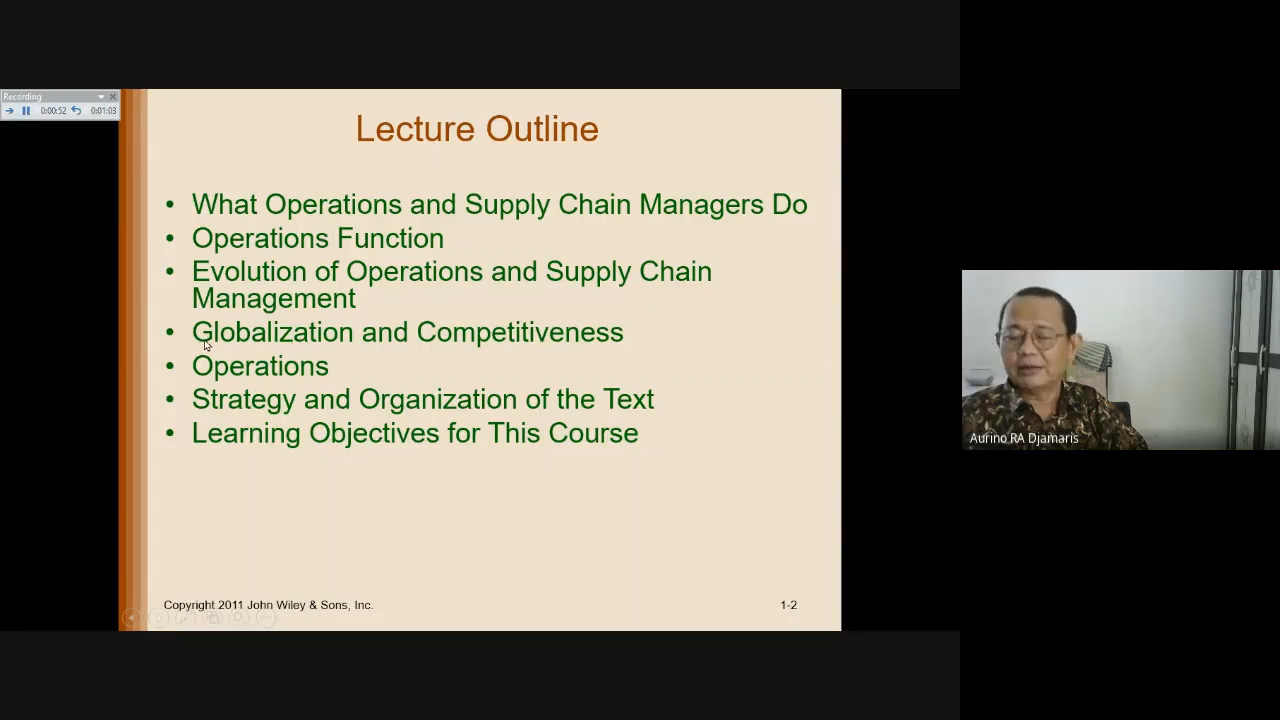 Recording
0:00:52 0:01:03
Lecture Outline
• What Operations and Supply Chain Managers Do
• Operations Function
• Evolution of Operations and Supply Chain
Management
• Globalization and Competitiveness
• Operations
• Strategy and Organization of the Text
• Learning Objectives for This Course
Copyright 2011 John Wiley & Sons, Inc.
1-2
Aurino RA Djamaris